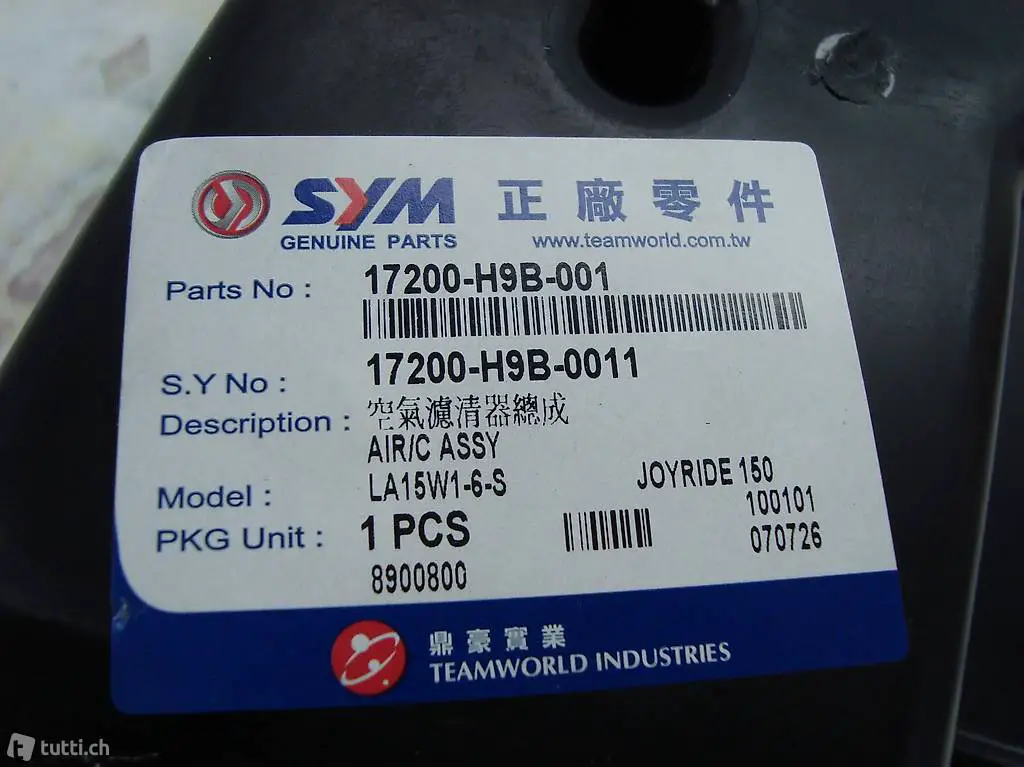 SYM 正廠零件
GENUINE PARTS www.teamworld.com.tw
Parts No : 17200-H9B-001
S.Y No : 17200-H9B-0011
Description : 空氣濾清器總成
AIR/C ASSY
Model : LA15W1-6-S JOYRIDE 150
100101
PKG Unit : 1 PCS 070726
8900800
鼎豪實業
TEAMWORLD INDUSTRIES
tutti.ch